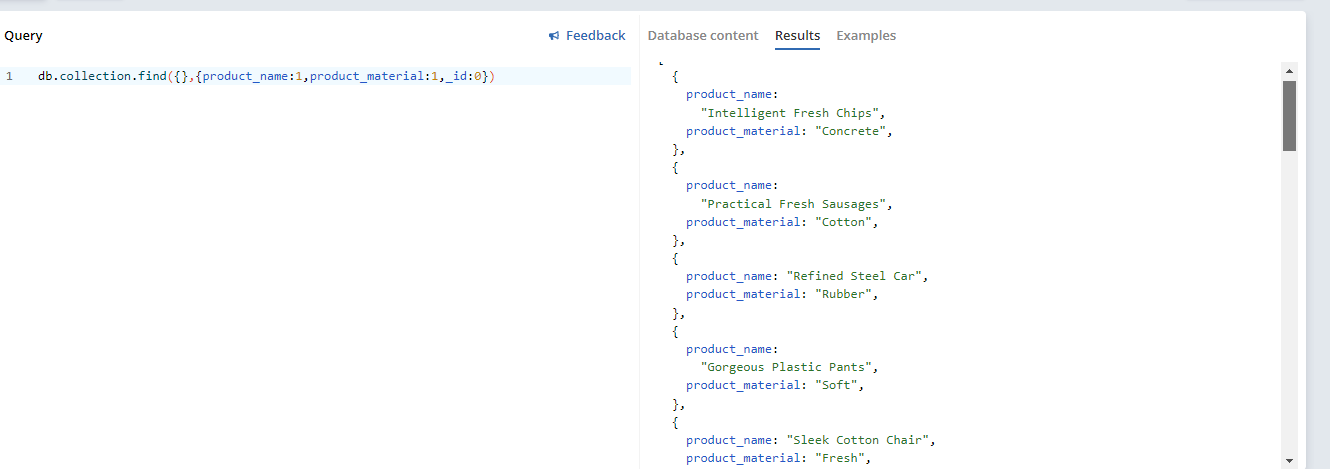 Query
Feedback
1 db.collection.find({},{product_name:1,product_material:1,_id:0})
Database content Results Examples
[
{
product_name:
"Intelligent Fresh Chips",
product_material: "Concrete",
},
{
product_name:
"Practical Fresh Sausages",
product_material: "Cotton",
},
{
product_name: "Refined Steel Car",
product_material: "Rubber",
},
{
product_name:
"Gorgeous Plastic Pants",
product_material: "Soft",
},
{
product_name: "Sleek Cotton Chair",
product_material: "Fresh",